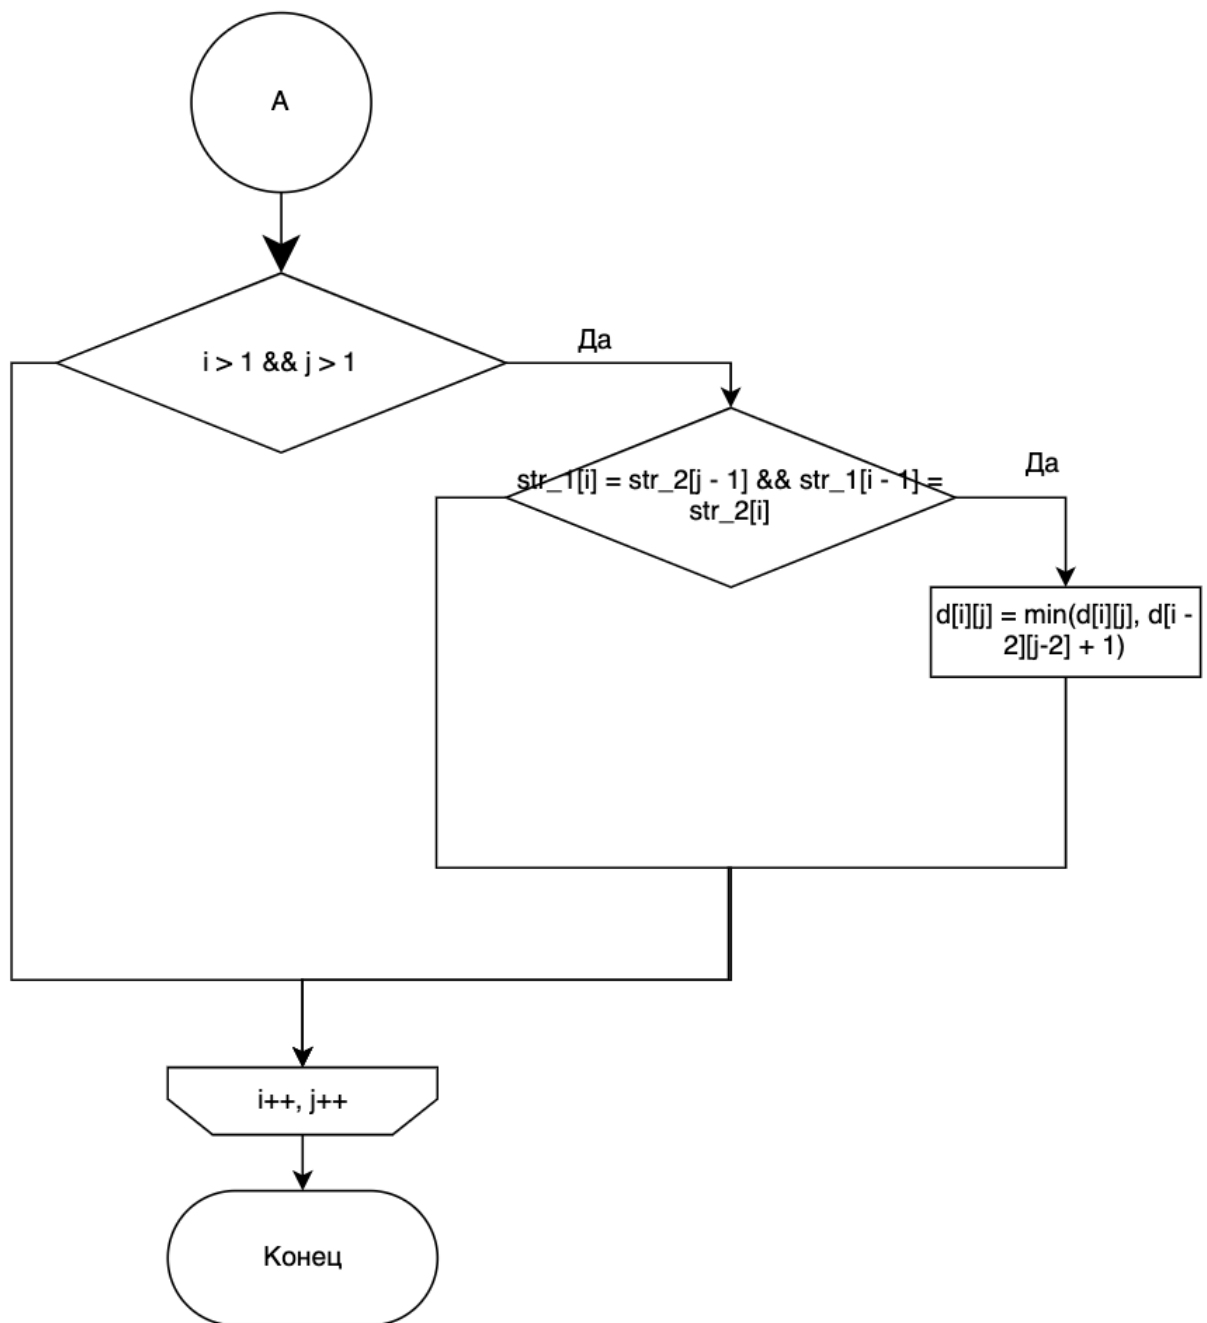 А
i > 1 && j > 1
Да
str_1[i] = str_2[j - 1] && str_1[i - 1] =
str_2[i]
Да
d[i][j] = min(d[i][j], d[i -
2][j-2] + 1)
i++, j++
Конец